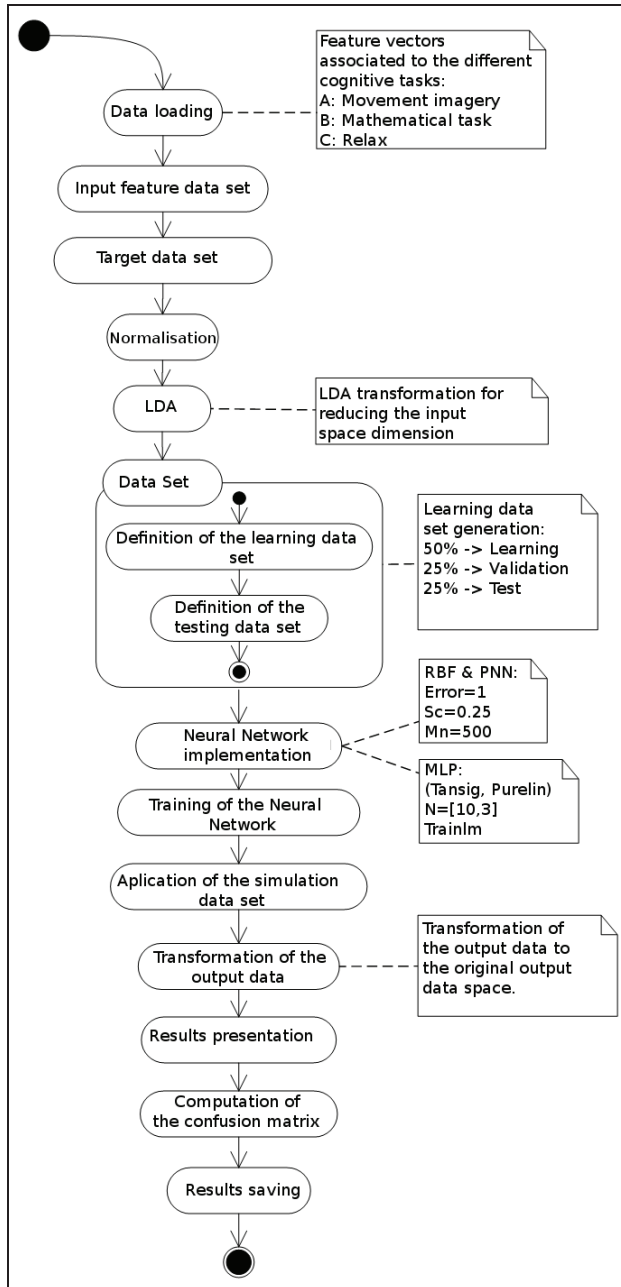 Feature vectors
associated to the different
cognitive tasks:
A: Movement imagery
B: Mathematical task
C: Relax
Data loading
Input feature data set
Target data set
Normalisation
LDA
LDA transformation for
reducing the input
space dimension
Data Set
Definition of the learning data
set
Definition of the
testing data set
Learning data
set generation:
50% -> Learning
25% -> Validation
25% -> Test
Neural Network
implementation
RBF & PNN:
Error=1
Sc=0.25
Mn=500
MLP:
(Tansig, Purelin)
N=[10,3]
Trainlm
Training of the Neural
Network
Aplication of the simulation
data set
Transformation of the
output data
Transformation of
the output data to
the original output
data space.
Results presentation
Computation of
the confusion matrix
Results saving